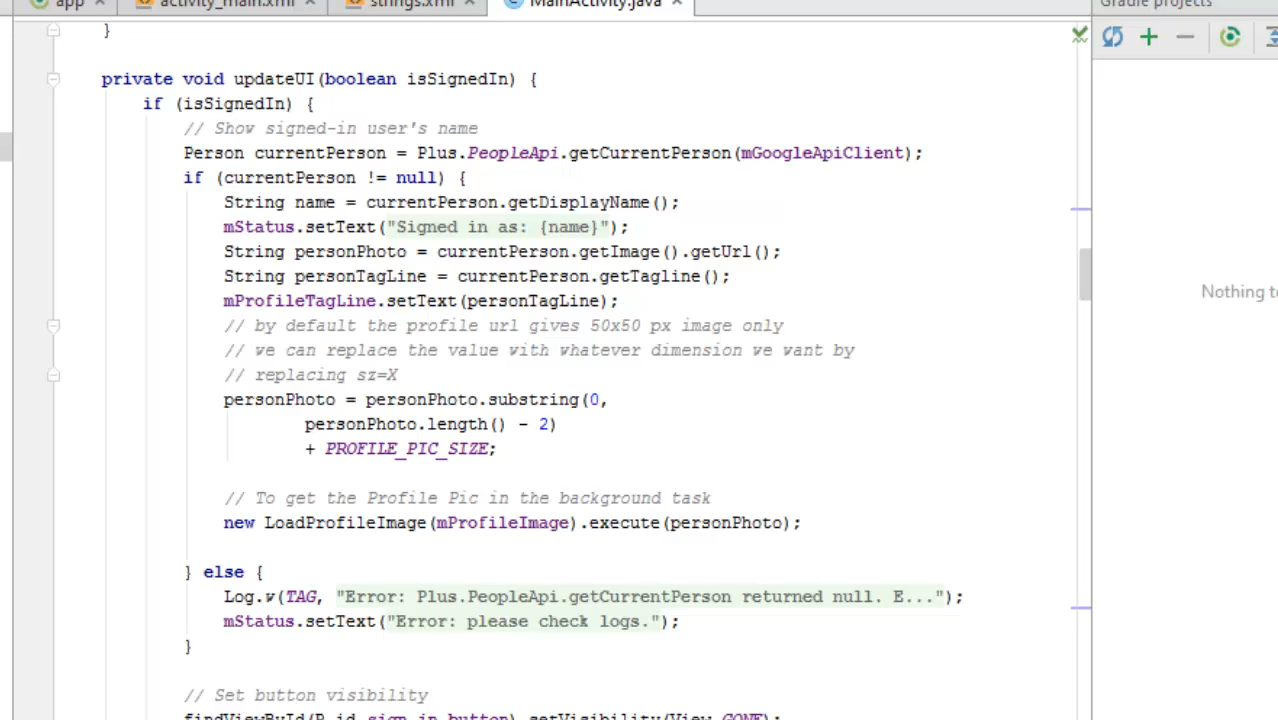 app
activity_main.xml
strings.xml
MainActivity.java
Gradle projects
}
private void updateUI(boolean isSignedIn) {
if (isSignedIn) {
// Show signed-in user's name
Person currentPerson = Plus.PeopleApi.getCurrentPerson(mGoogleApiClient);
if (currentPerson != null) {
String name = currentPerson.getDisplayName();
mStatus.setText("Signed in as: {name}");
String personPhoto = currentPerson.getImage().getUrl();
String personTagLine = currentPerson.getTagline();
mProfileTagLine.setText(personTagLine);
Nothing to
// by default the profile url gives 50x50 px image only
// we can replace the value with whatever dimension we want by
// replacing sz=X
personPhoto = personPhoto.substring(0,
personPhoto.length() - 2)
+ PROFILE_PIC_SIZE;
// To get the Profile Pic in the background task
new LoadProfileImage(mProfileImage).execute(personPhoto);
} else {
Log.w(TAG, "Error: Plus.PeopleApi.getCurrentPerson returned null. E...");
mStatus.setText("Error: please check logs.");
}
// Set button visibility
findViewById(R.id.sign_in_button).setVisibility(View.GONE);